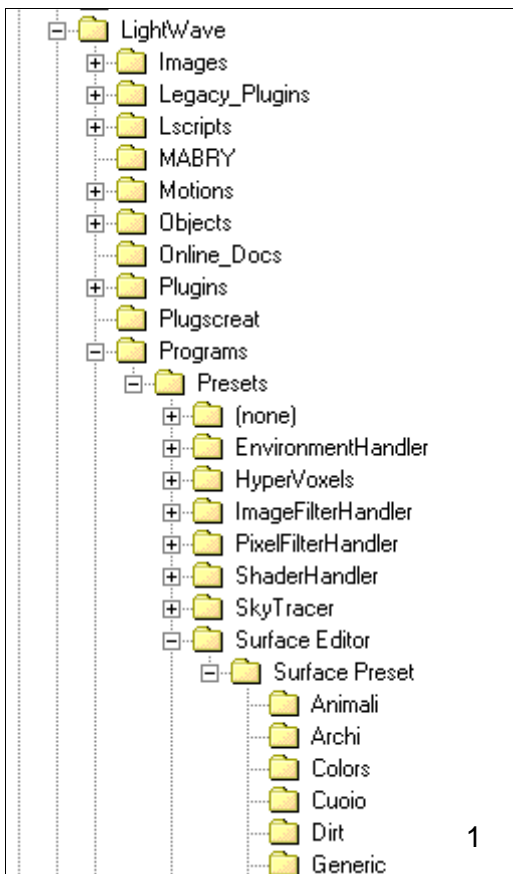 LightWave
Images
Legacy_Plugins
Lscripts
MABRY
Motions
Objects
Online_Docs
Plugins
Plugscreat
Programs
Presets
(none)
EnvironmentHandler
HyperVoxels
ImageFilterHandler
PixelFilterHandler
ShaderHandler
SkyTracer
Surface Editor
Surface Preset
Animali
Archi
Colors
Cuoio
Dirt
1
Generic